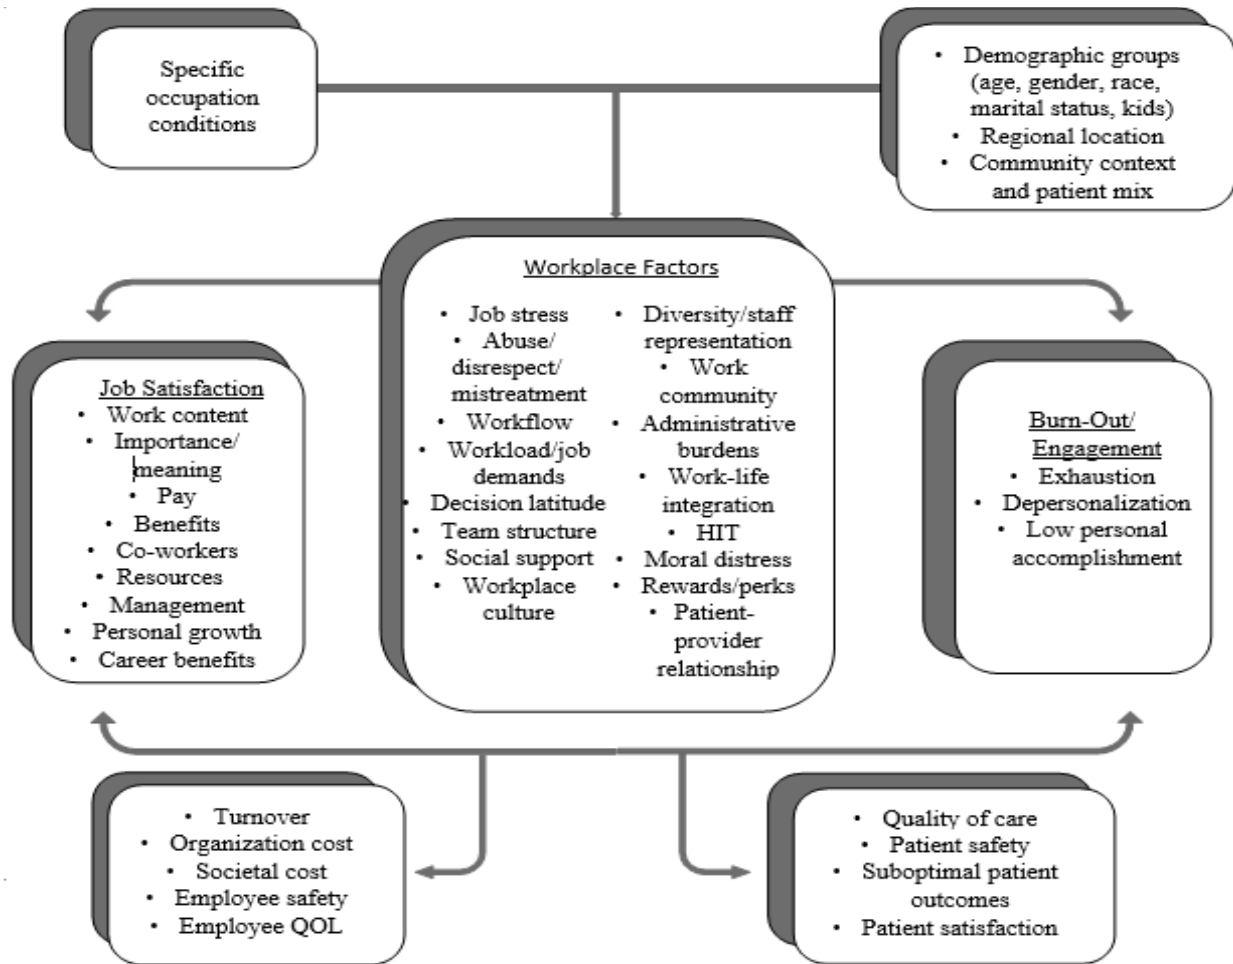 Specific
occupation
conditions
• Demographic groups
(age, gender, race,
marital status, kids)
• Regional location
• Community context
and patient mix
Workplace Factors
• Job stress
• Abuse/
disrespect/
mistreatment
• Workflow
• Workload/job
demands
• Decision latitude
• Team structure
• Social support
• Workplace
culture
• Diversity/staff
representation
• Work
community
• Administrative
burdens
• Work-life
integration
• HIT
• Moral distress
• Rewards/perks
• Patient-
provider
relationship
Job Satisfaction
• Work content
• Importance/
meaning
• Pay
• Benefits
• Co-workers
• Resources
• Management
• Personal growth
• Career benefits
Burn-Out/
Engagement
• Exhaustion
• Depersonalization
• Low personal
accomplishment
• Turnover
• Organization cost
• Societal cost
• Employee safety
• Employee QOL
• Quality of care
• Patient safety
• Suboptimal patient
outcomes
• Patient satisfaction